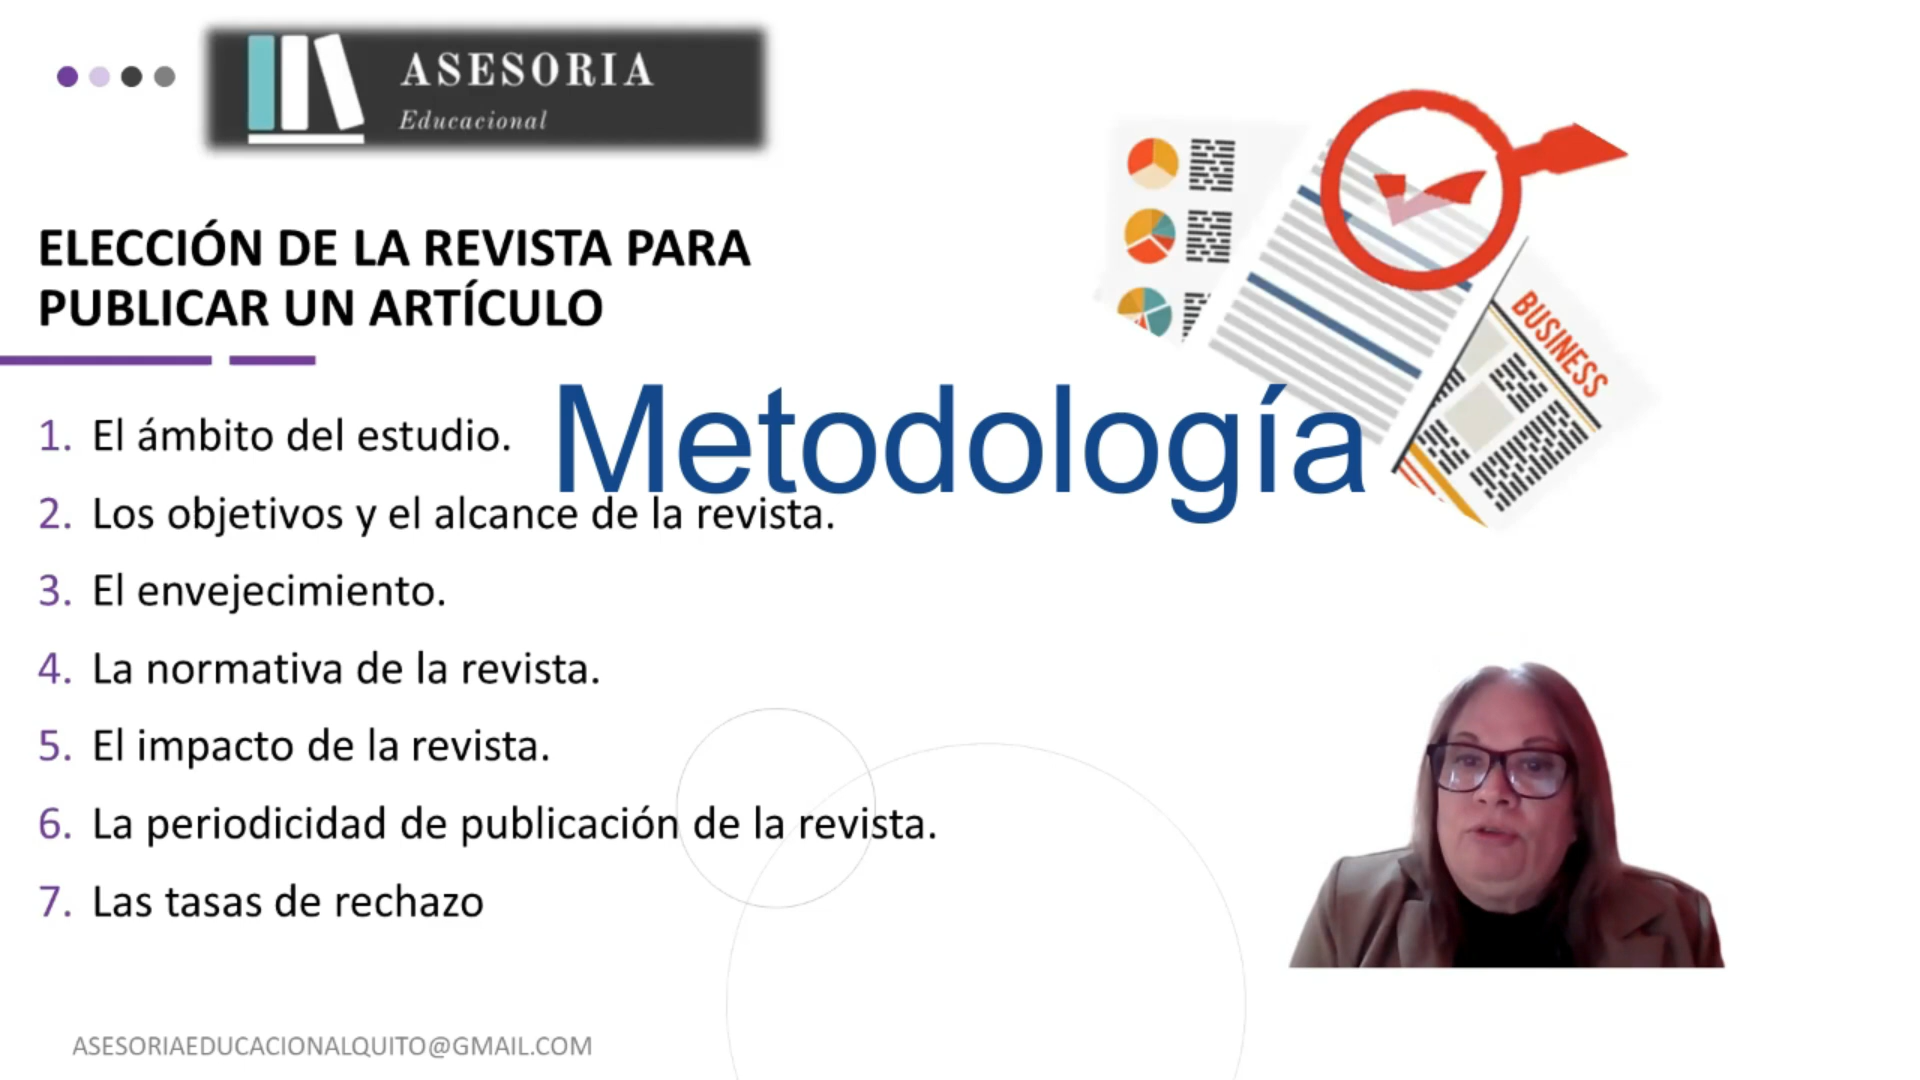 ASESORIA
Educacional
ELECCIÓN DE LA REVISTA PARA
PUBLICAR UN ARTÍCULO
BUSINESS
Metodología
1. El ámbito del estudio.
2. Los objetivos y el alcance de la revista.
3. El envejecimiento.
4. La normativa de la revista.
5. El impacto de la revista.
6. La periodicidad de publicación de la revista.
7. Las tasas de rechazo
ASESORIAEDUCACIONALQUITO@GMAIL.COM